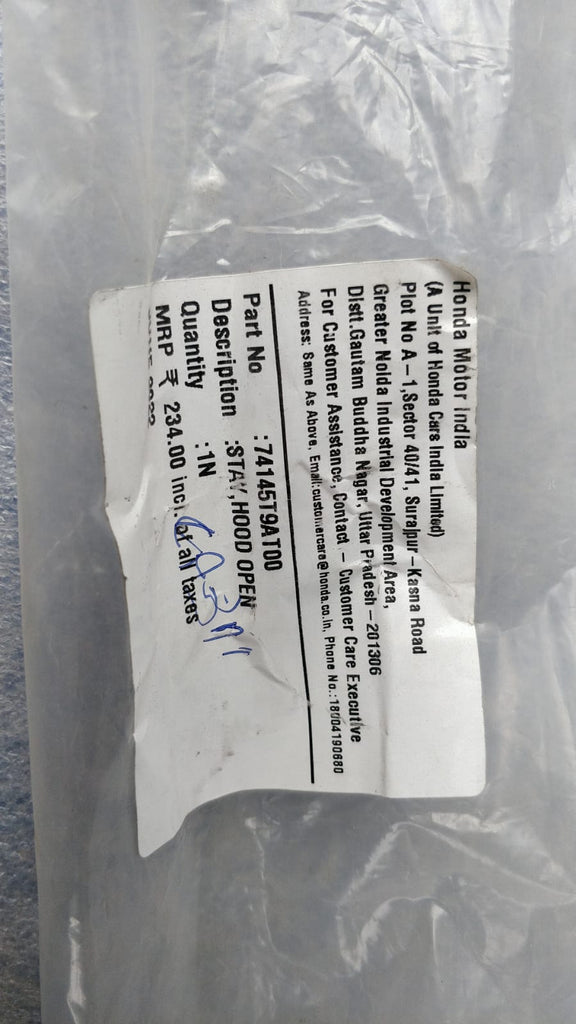 Honda Motor India
(A Unit of Honda Cars India Limited)
Plot No A – 1,Sector 40/41, Surajpur – Kasna Road
Greater Noida Industrial Development Area,
Distt.Gautam Buddha Nagar, Uttar Pradesh – 201306
For Customer Assistance, Contact – Customer Care Executive
Address: Same As Above, Email:customercare@honda.co.in, Phone No.:18004190680
Part No :74145T9AT00
Description :STAY,HOOD OPEN
Quantity :1N
MRP ₹ 234.00 incl. of all taxes